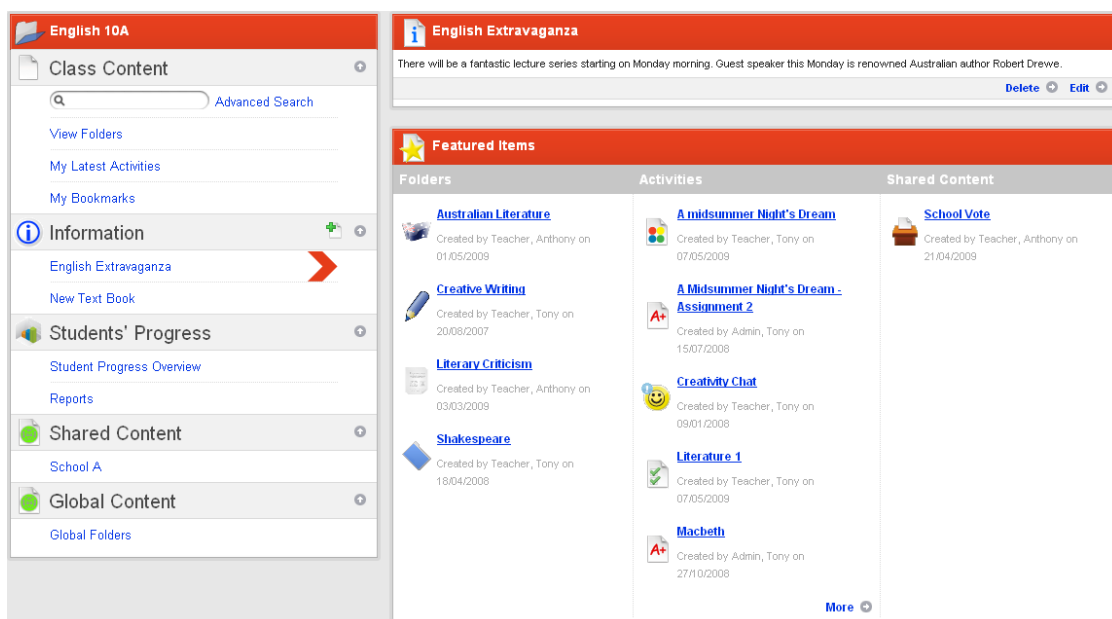 English 10A
Class Content
Advanced Search
View Folders
My Latest Activities
My Bookmarks
Information
English Extravaganza
New Text Book
Students' Progress
Student Progress Overview
Reports
Shared Content
School A
Global Content
Global Folders
English Extravaganza
There will be a fantastic lecture series starting on Monday morning. Guest speaker this Monday is renowned Australian author Robert Drewe.
Delete Edit
Featured Items
Folders
Australian Literature
Created by Teacher, Anthony on
01/05/2009
Creative Writing
Created by Teacher, Tony on
20/08/2007
Literary Criticism
Created by Teacher, Anthony on
03/03/2009
Shakespeare
Created by Teacher, Tony on
18/04/2008
Activities
A midsummer Night's Dream
Created by Teacher, Tony on
07/05/2009
A+
A Midsummer Night's Dream -
Assignment 2
Created by Admin, Tony on
15/07/2008
Creativity Chat
Created by Teacher, Tony on
09/01/2008
Literature 1
Created by Teacher, Tony on
07/05/2009
A+
Macbeth
Created by Admin, Tony on
27/10/2008
More
Shared Content
School Vote
Created by Teacher, Anthony on
21/04/2009